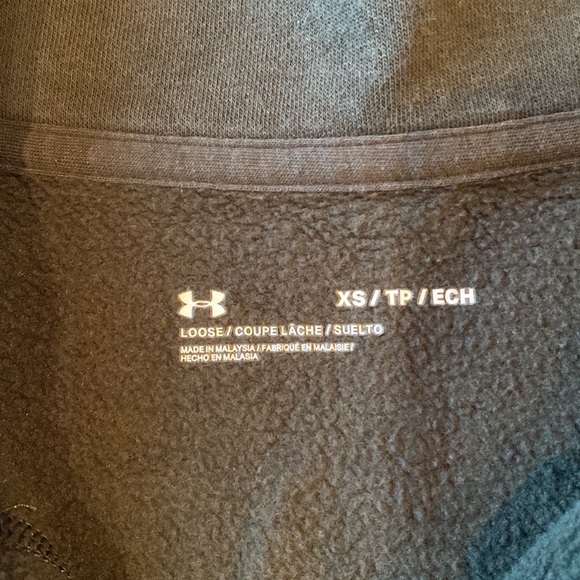 XS / TP / ECH
LOOSE / COUPE LÂCHE / SUELTO
MADE IN MALAYSIA / FABRIQUÉ EN MALAISIE /
HECHO EN MALASIA